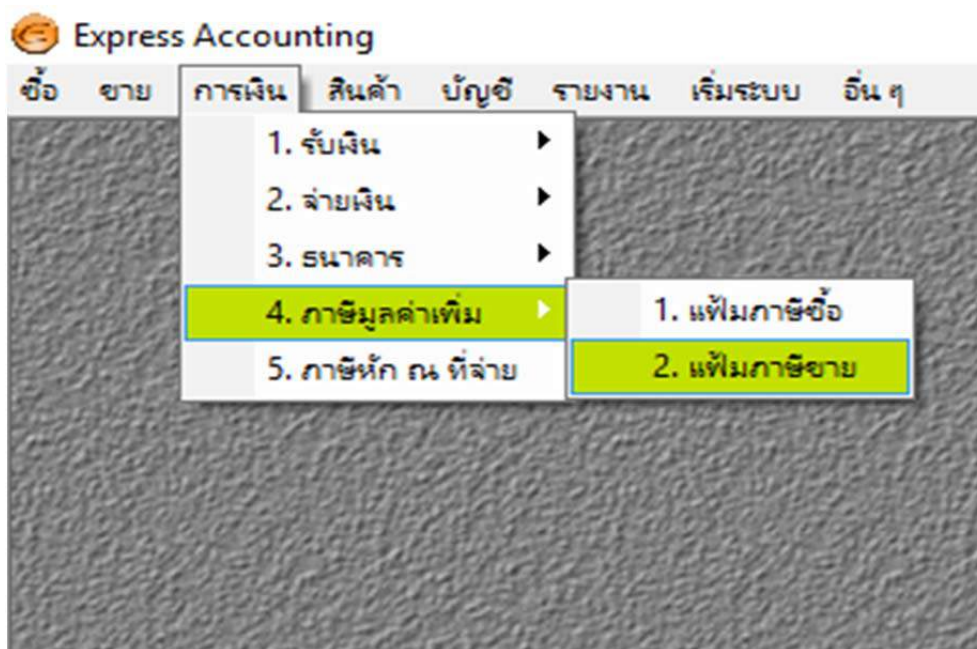 Express Accounting
ซื้อ ขาย การเงิน สินค้า บัญชี รายงาน เริ่มระบบ อื่น ๆ
1. รับเงิน
2. จ่ายเงิน
3. ธนาคาร
4. ภาษีมูลค่าเพิ่ม
1. แฟ้มภาษีซื้อ
5. ภาษีหัก ณ ที่จ่าย
2. แฟ้มภาษีขาย